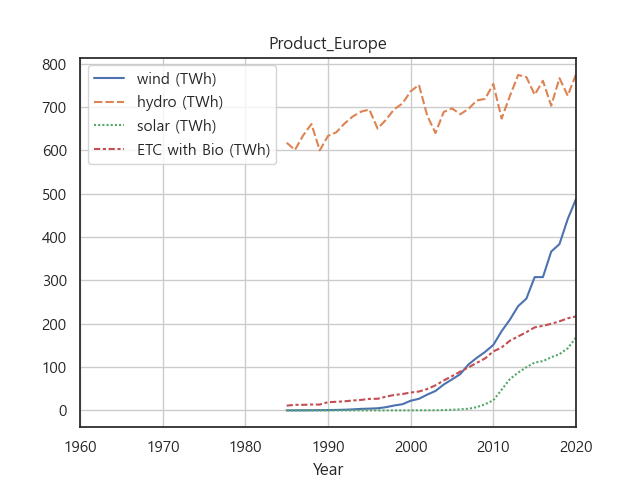 Product_Europe
800
700
600
500
400
300
200
100
0
wind (TWh)
hydro (TWh)
solar (TWh)
ETC with Bio (TWh)
1960 1970 1980 1990 2000 2010 2020
Year